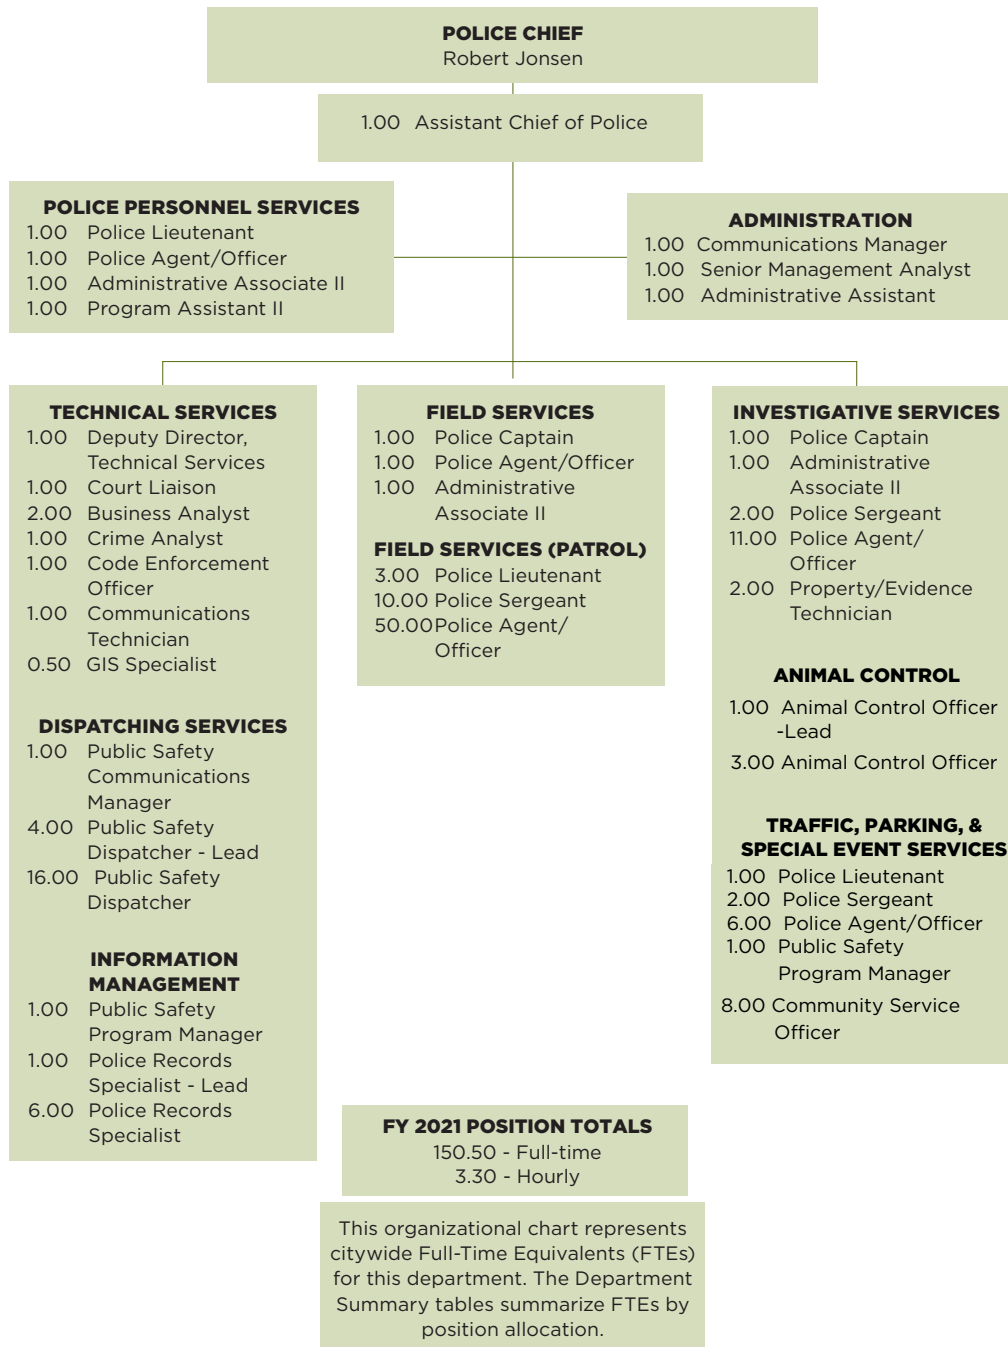 POLICE CHIEF
Robert Jonsen
1.00 Assistant Chief of Police
POLICE PERSONNEL SERVICES
1.00 Police Lieutenant
1.00 Police Agent/Officer
1.00 Administrative Associate II
1.00 Program Assistant II
ADMINISTRATION
1.00 Communications Manager
1.00 Senior Management Analyst
1.00 Administrative Assistant
TECHNICAL SERVICES
1.00 Deputy Director,
Technical Services
1.00 Court Liaison
2.00 Business Analyst
1.00 Crime Analyst
1.00 Code Enforcement
Officer
1.00 Communications
Technician
0.50 GIS Specialist
DISPATCHING SERVICES
1.00 Public Safety
Communications
Manager
4.00 Public Safety
Dispatcher - Lead
16.00 Public Safety
Dispatcher
INFORMATION
MANAGEMENT
1.00 Public Safety
Program Manager
1.00 Police Records
Specialist - Lead
6.00 Police Records
Specialist
FIELD SERVICES
1.00 Police Captain
1.00 Police Agent/Officer
1.00 Administrative
Associate II
FIELD SERVICES (PATROL)
3.00 Police Lieutenant
10.00 Police Sergeant
50.00 Police Agent/
Officer
INVESTIGATIVE SERVICES
1.00 Police Captain
1.00 Administrative
Associate II
2.00 Police Sergeant
11.00 Police Agent/
Officer
2.00 Property/Evidence
Technician
ANIMAL CONTROL
1.00 Animal Control Officer
-Lead
3.00 Animal Control Officer
TRAFFIC, PARKING, &
SPECIAL EVENT SERVICES
1.00 Police Lieutenant
2.00 Police Sergeant
6.00 Police Agent/Officer
1.00 Public Safety
Program Manager
8.00 Community Service
Officer
FY 2021 POSITION TOTALS
150.50 - Full-time
3.30 - Hourly
This organizational chart represents
citywide Full-Time Equivalents (FTEs)
for this department. The Department
Summary tables summarize FTEs by
position allocation.